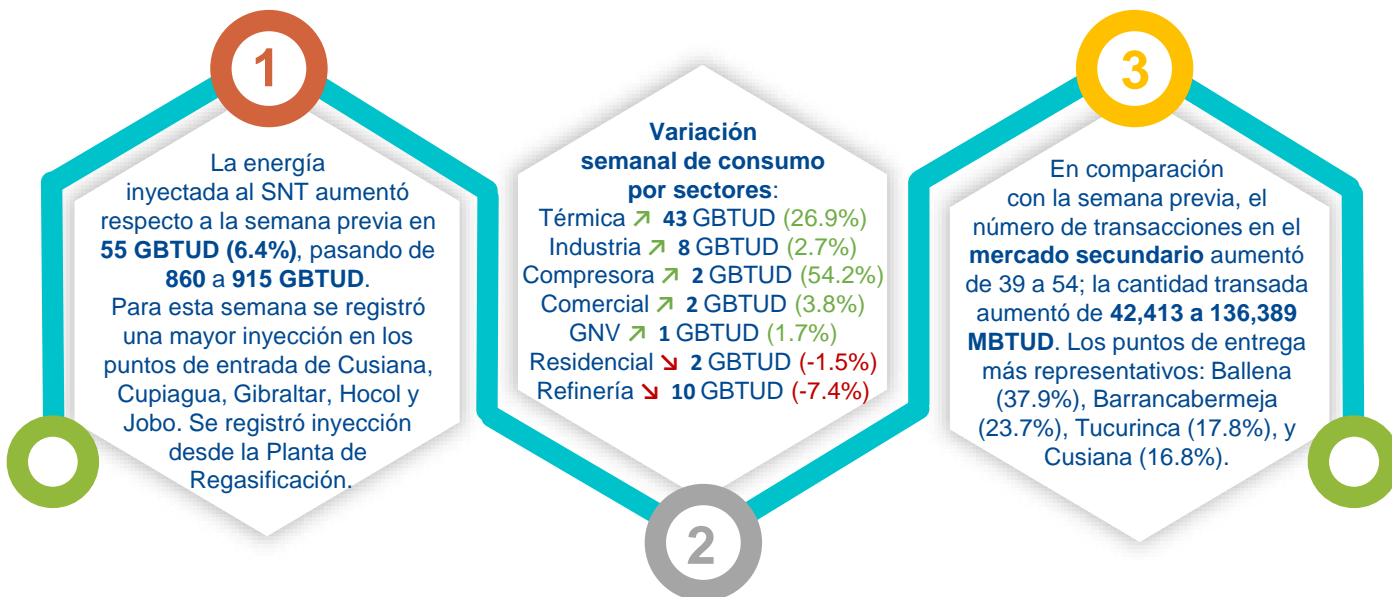 1
La energía
inyectada al SNT aumentó
respecto a la semana previa en
55 GBTUD (6.4%), pasando de
860 a 915 GBTUD.
Para esta semana se registró
una mayor inyección en los
puntos de entrada de Cusiana,
Cupiagua, Gibraltar, Hocol y
Jobo. Se registró inyección
desde la Planta de
Regasificación.
Variación
semanal de consumo
por sectores:
Térmica ↗ 43 GBTUD (26.9%)
Industria ↗ 8 GBTUD (2.7%)
Compresora ↗ 2 GBTUD (54.2%)
Comercial ↗ 2 GBTUD (3.8%)
GNV ↗ 1 GBTUD (1.7%)
Residencial ↘ 2 GBTUD (-1.5%)
Refinería ↘ 10 GBTUD (-7.4%)
2
3
En comparación
con la semana previa, el
número de transacciones en el
mercado secundario aumentó
de 39 a 54; la cantidad transada
aumentó de 42,413 a 136,389
MBTUD. Los puntos de entrega
más representativos: Ballena
(37.9%), Barrancabermeja
(23.7%), Tucurinca (17.8%), y
Cusiana (16.8%).